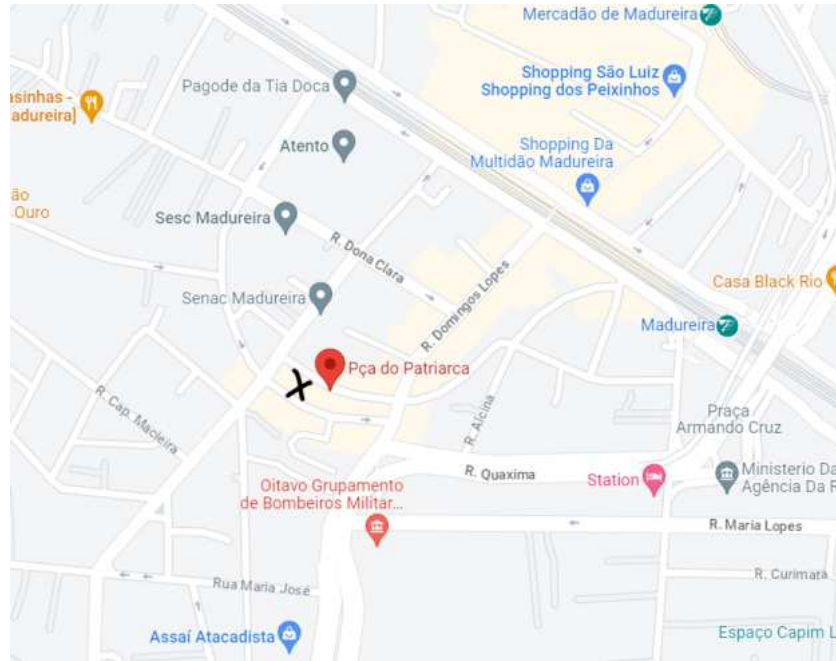 Mercadão de Madureira
Pagode da Tia Doca
Shopping São Luiz
Shopping dos Peixinhos
asinhas -
adureira]
Atento
Shopping Da
Multidão Madureira
ão
Ouro
Sesc Madureira
R. Dona Clara
R. Domingos Lopes
Casa Black Rio
Senac Madureira
Madureira
Pça do Patriarca
X
R. Cap. Macieira
R. Alcina
Praça
Armando Cruz
R. Quaxima
Station
Ministerio Da
Agência Da R
Oitavo Grupamento
de Bombeiros Militar...
R. Maria Lopes
Rua Maria José
R. Curimatã
Assaí Atacadista
Espaço Capim L